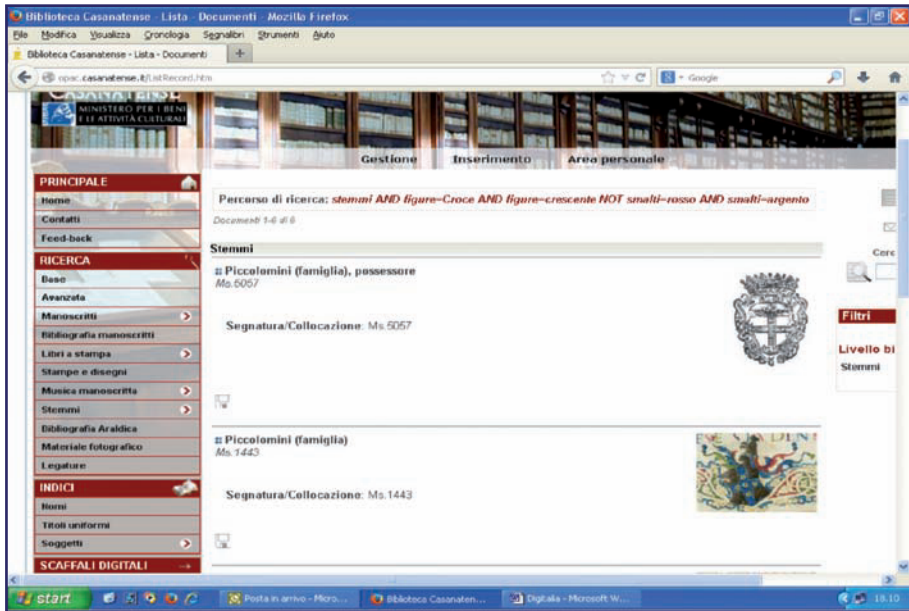 Biblioteca Casanatense - Lista - Documenti - Mozilla Firefox
File Modifica Visualizza Cronologia Segnalibri Strumenti Aiuto
Biblioteca Casanatense - Lista - Documenti +
opac.casanatense.it/ListRecord.htm
Google
CASANATENSE
MINISTERO PER I BENI
E LE ATTIVITÀ CULTURALI
Gestione Inserimento Area personale
PRINCIPALE
Home
Contatti
Feed-back
RICERCA
Base
Avanzata
Manoscritti
Bibliografia manoscritti
Libri a stampa
Stampe e disegni
Musica manoscritta
Stemmi
Bibliografia Araldica
Materiale fotografico
Legature
INDICI
Nomi
Titoli uniformi
Soggetti
SCAFFALI DIGITALI
Percorso di ricerca: stemmi AND figure=Croce AND figure=crescente NOT smalti=rosso AND smalti=argento
Documenti 1-6 di 6
Stemmi
Piccolomini (famiglia), possessore
Ms.5057
Segnatura/Collocazione: Ms.5057
Piccolomini (famiglia)
Ms.1443
Segnatura/Collocazione: Ms.1443
Cerc
Filtri
Livello bi
Stemmi
start
Posta in arrivo - Micro...
Biblioteca Casanaten...
Digitalia - Microsoft W...
18.10